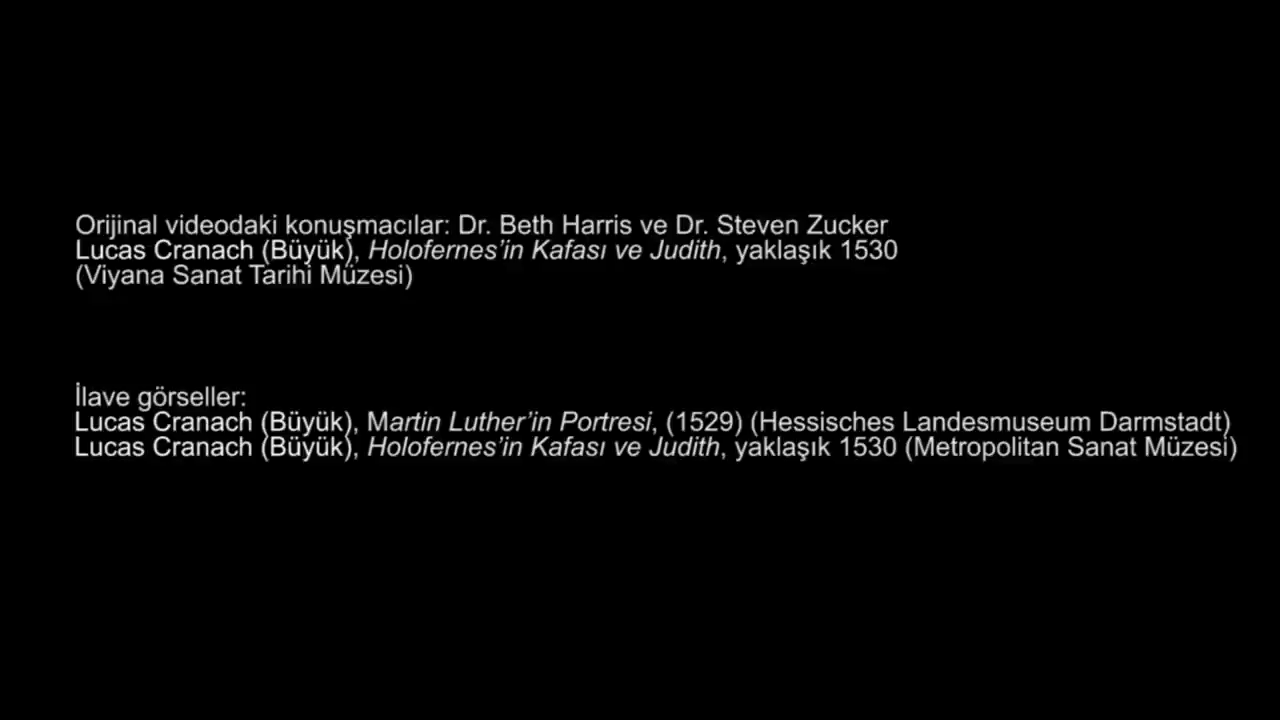 Orijinal videodaki konuşmacılar: Dr. Beth Harris ve Dr. Steven Zucker
Lucas Cranach (Büyük), Holofernes’in Kafası ve Judith, yaklaşık 1530
(Viyana Sanat Tarihi Müzesi)
İlave görseller:
Lucas Cranach (Büyük), Martin Luther’in Portresi, (1529) (Hessisches Landesmuseum Darmstadt)
Lucas Cranach (Büyük), Holofernes’in Kafası ve Judith, yaklaşık 1530 (Metropolitan Sanat Müzesi)